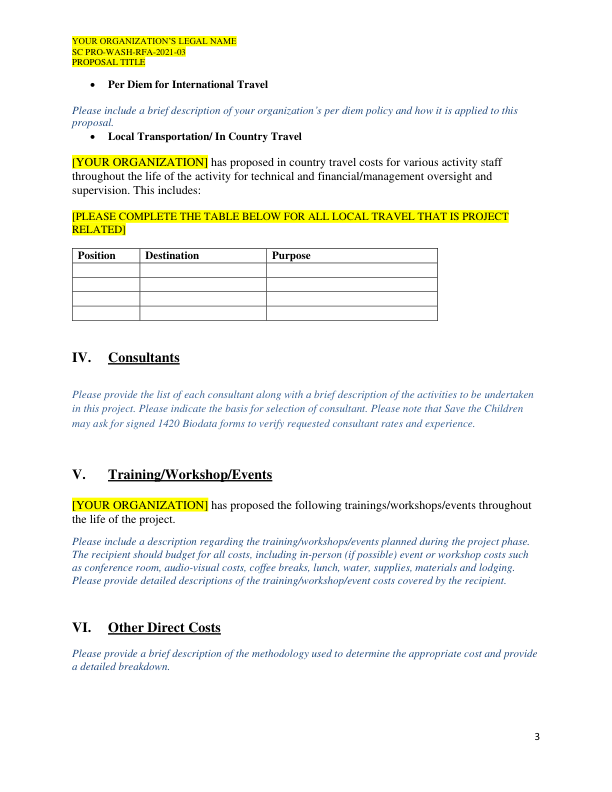 YOUR ORGANIZATION’S LEGAL NAME
SC PRO-WASH-RFA-2021-03
PROPOSAL TITLE
• Per Diem for International Travel
Please include a brief description of your organization’s per diem policy and how it is applied to this
proposal.
• Local Transportation/ In Country Travel
[YOUR ORGANIZATION] has proposed in country travel costs for various activity staff
throughout the life of the activity for technical and financial/management oversight and
supervision. This includes:
[PLEASE COMPLETE THE TABLE BELOW FOR ALL LOCAL TRAVEL THAT IS PROJECT
RELATED]
Position Destination Purpose
IV. Consultants
Please provide the list of each consultant along with a brief description of the activities to be undertaken
in this project. Please indicate the basis for selection of consultant. Please note that Save the Children
may ask for signed 1420 Biodata forms to verify requested consultant rates and experience.
V. Training/Workshop/Events
[YOUR ORGANIZATION] has proposed the following trainings/workshops/events throughout
the life of the project.
Please include a description regarding the training/workshops/events planned during the project phase.
The recipient should budget for all costs, including in-person (if possible) event or workshop costs such
as conference room, audio-visual costs, coffee breaks, lunch, water, supplies, materials and lodging.
Please provide detailed descriptions of the training/workshop/event costs covered by the recipient.
VI. Other Direct Costs
Please provide a brief description of the methodology used to determine the appropriate cost and provide
a detailed breakdown.
3